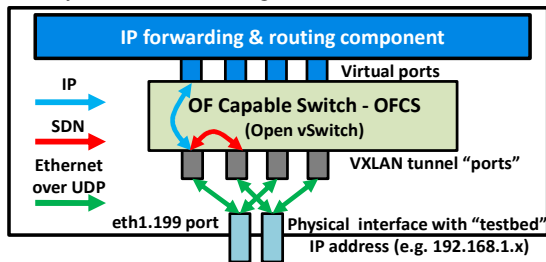 IP forwarding & routing component
Virtual ports
IP
OF Capable Switch - OFCS
(Open vSwitch)
SDN
VXLAN tunnel “ports”
Ethernet
over UDP
eth1.199 port
Physical interface with “testbed”
IP address (e.g. 192.168.1.x)